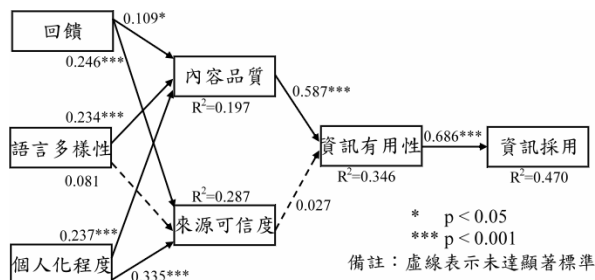 回饋
0.109*
0.246***
內容品質
R²=0.197
0.587***
0.234***
語言多樣性
0.081
資訊有用性
R²=0.346
0.686***
資訊採用
R²=0.470
R²=0.287
來源可信度
0.027
0.237***
個人化程度
0.335***
* p < 0.05
*** p < 0.001
備註：虛線表示未達顯著標準